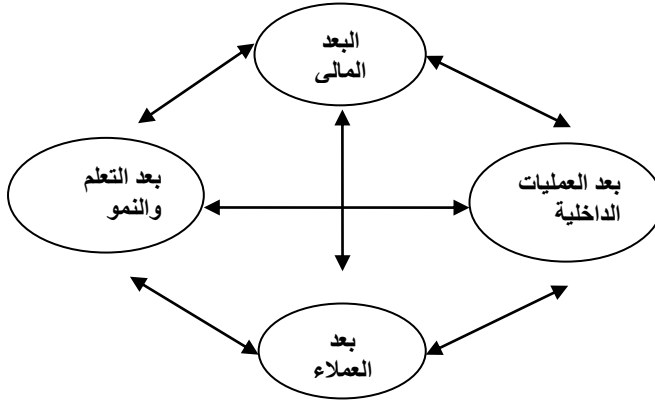 البعد
المالى
بعد العمليات
الداخلية
بعد التعلم
والنمو
بعد
العملاء